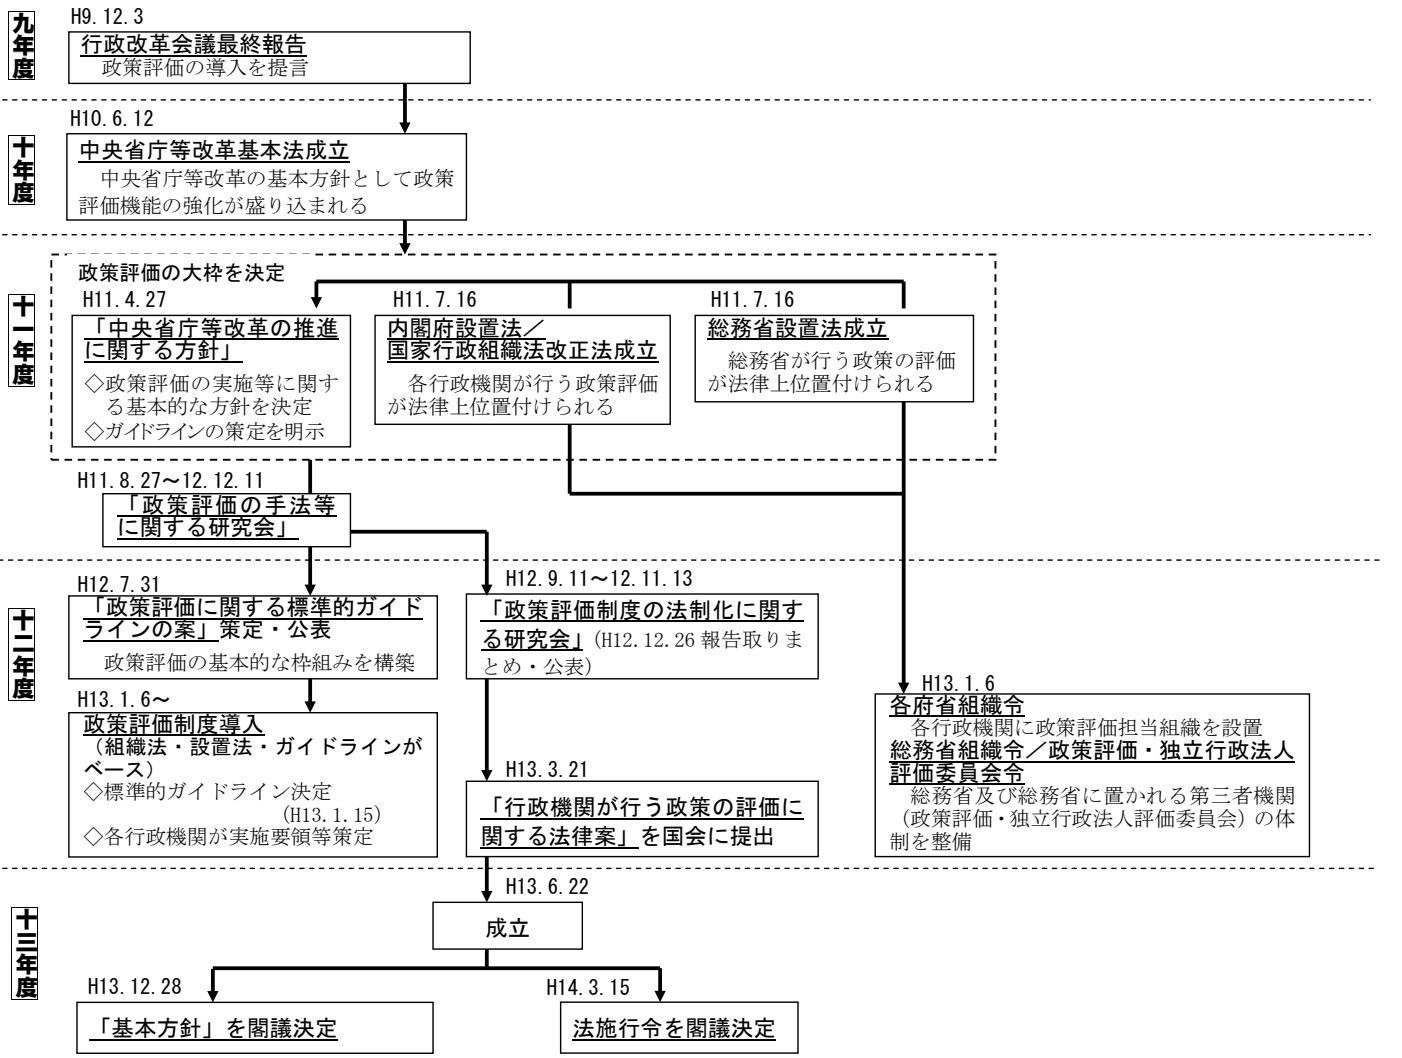 九年度
H9.12.3
行政改革会議最終報告
政策評価の導入を提言
十年度
H10.6.12
中央省庁等改革基本法成立
中央省庁等改革の基本方針として政策
評価機能の強化が盛り込まれる
十一年度
政策評価の大枠を決定
H11.4.27
「中央省庁等改革の推進
に関する方針」
◇政策評価の実施等に関す
る基本的な方針を決定
◇ガイドラインの策定を明示
H11.7.16
内閣府設置法／
国家行政組織法改正法成立
各行政機関が行う政策評価
が法律上位置付けられる
H11.7.16
総務省設置法成立
総務省が行う政策の評価
が法律上位置付けられる
H11.8.27～12.12.11
「政策評価の手法等
に関する研究会」
十二年度
H12.7.31
「政策評価に関する標準的ガイド
ラインの案」策定・公表
政策評価の基本的な枠組みを構築
H13.1.6～
政策評価制度導入
（組織法・設置法・ガイドラインが
ベース）
◇標準的ガイドライン決定
(H13.1.15)
◇各行政機関が実施要領等策定
H12.9.11～12.11.13
「政策評価制度の法制化に関す
る研究会」(H12.12.26 報告取りま
とめ・公表)
H13.3.21
「行政機関が行う政策の評価に
関する法律案」を国会に提出
H13.1.6
各府省組織令
各行政機関に政策評価担当組織を設置
総務省組織令／政策評価・独立行政法人
評価委員会令
総務省及び総務省に置かれる第三者機関
（政策評価・独立行政法人評価委員会）の体
制を整備
十三年度
H13.6.22
成立
H13.12.28
「基本方針」を閣議決定
H14.3.15
法施行令を閣議決定